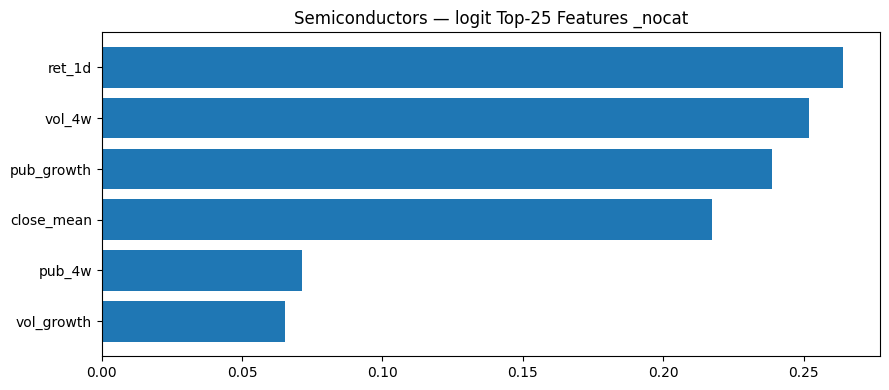 Semiconductors — logit Top-25 Features _nocat
ret_1d
vol_4w
pub_growth
close_mean
pub_4w
vol_growth
0.00 0.05 0.10 0.15 0.20 0.25